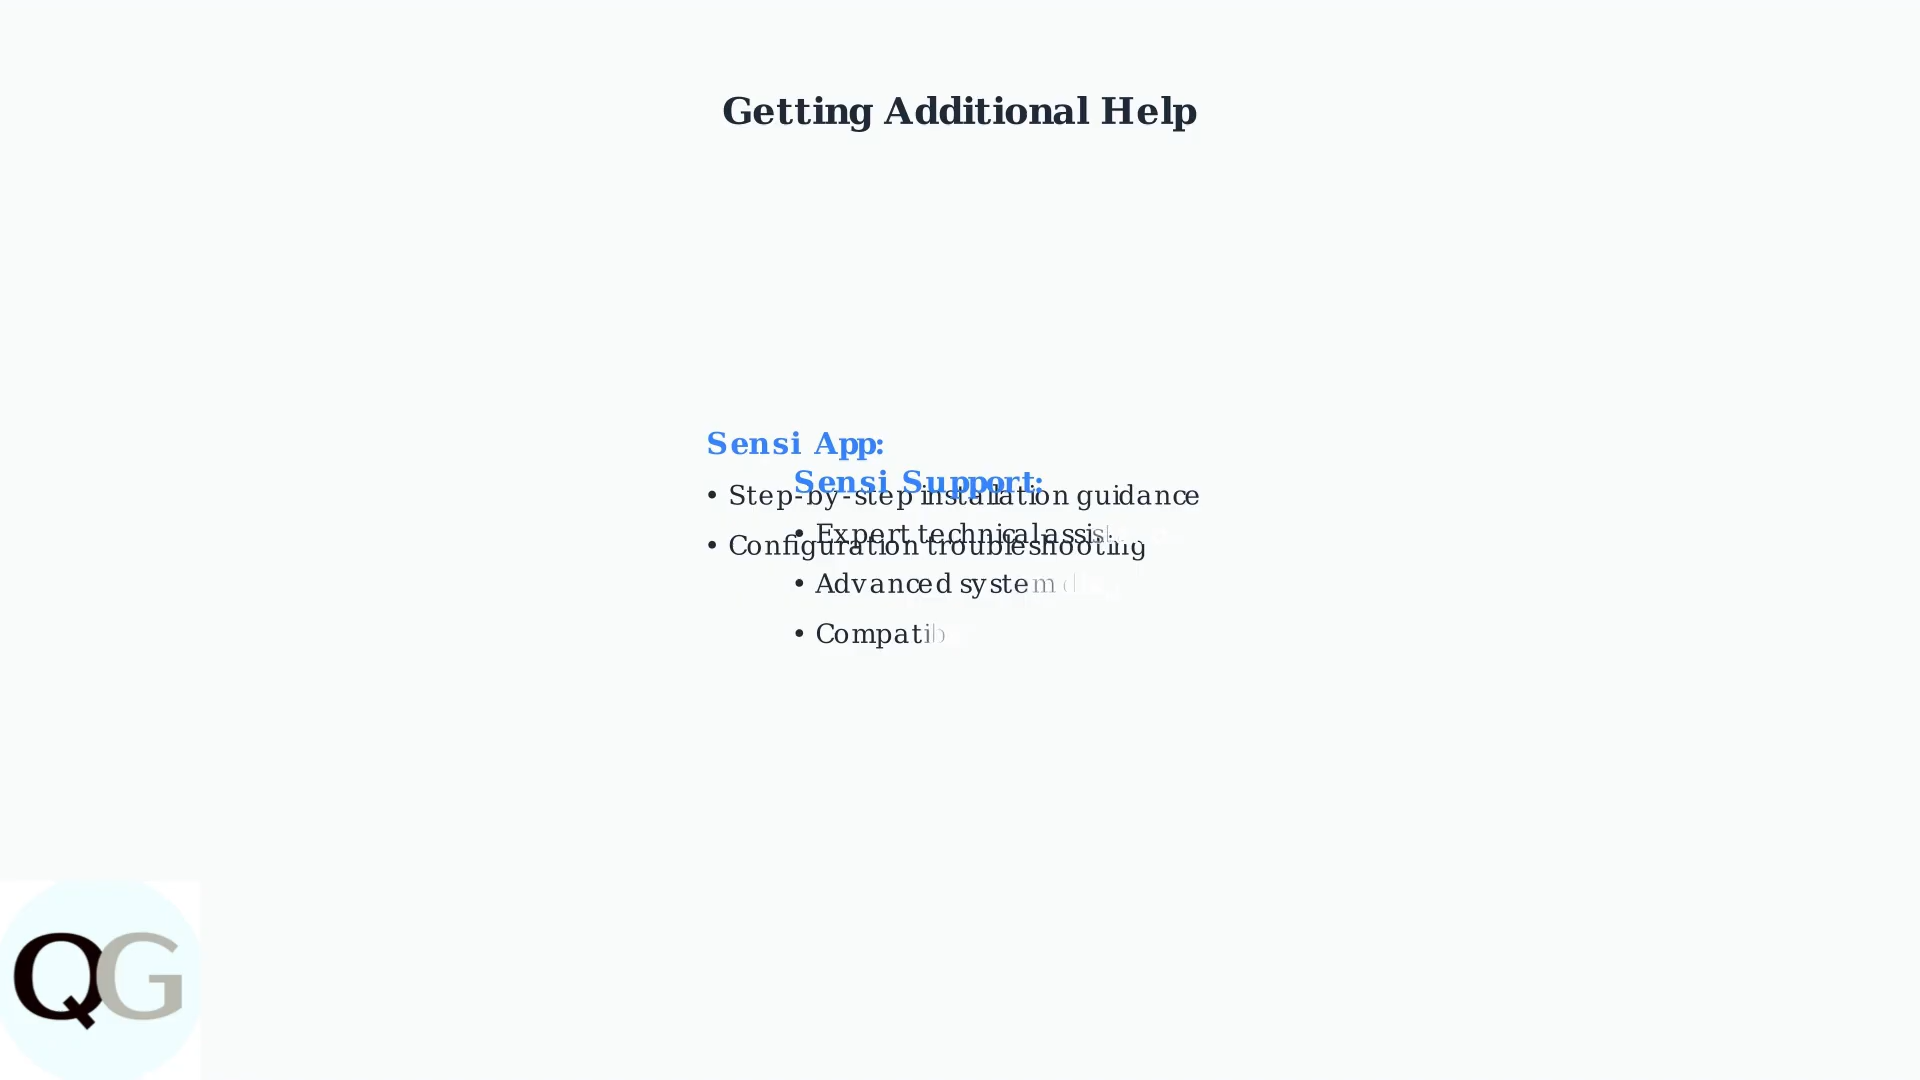 Getting Additional Help
Sensi App:
• Step-by-step installation guidance
• Configuration troubleshooting
Sensi Support:
• Expert technical
• Advanced system
•
QG